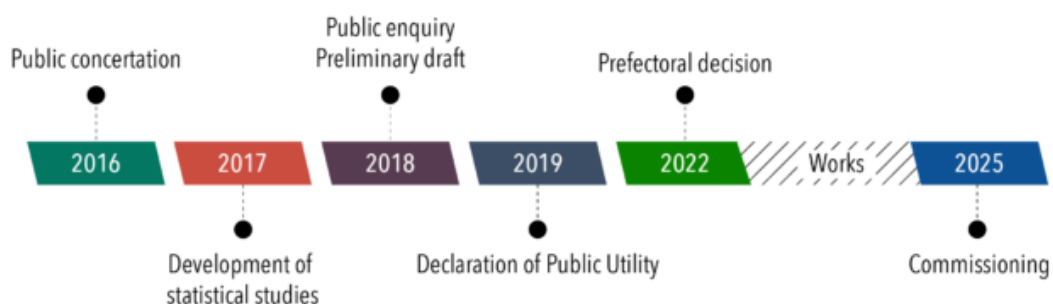 Public concertation
Public enquiry
Preliminary draft
Prefectoral decision
2016
2017
2018
2019
2022
Works
2025
Development of
statistical studies
Declaration of Public Utility
Commissioning